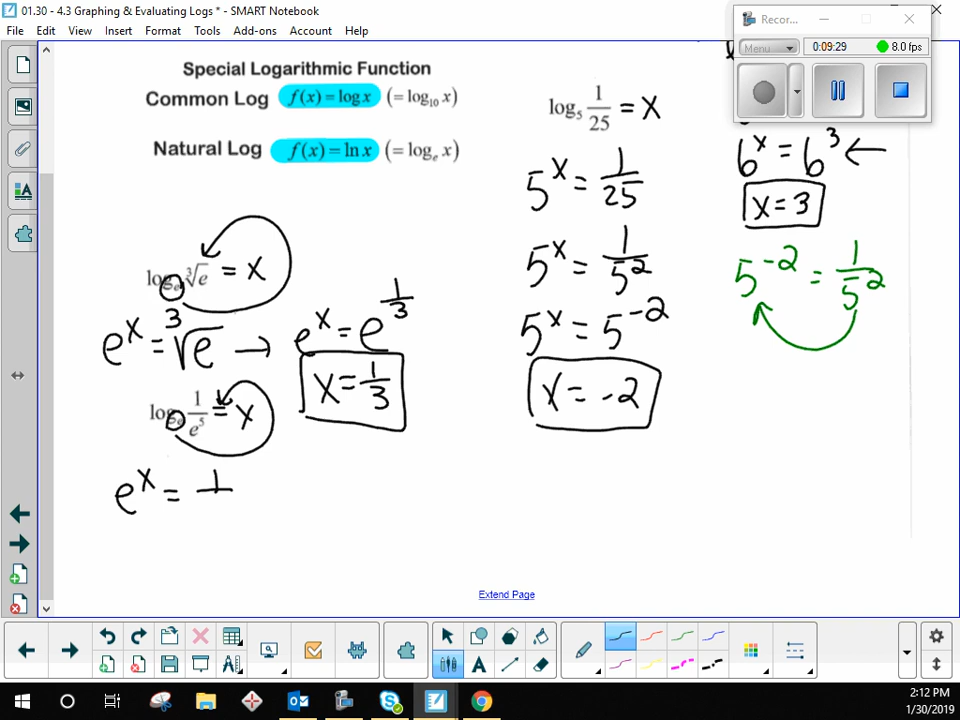 01.30 - 4.3 Graphing & Evaluating Logs * - SMART Notebook
File Edit View Insert Format Tools Add-ons Account Help
Recor...
Menu
00:09:29
8.0 fps
Special Logarithmic Function
Common Log f(x) = log x (= log₁₀ x)
Natural Log f(x) = ln x (= logₑ x)
logₑ ∛e = x
eˣ = ∛e → eˣ = e^(1/3)
x = 1/3
logₑ 1/e⁵ = x
eˣ = 1
log₅ 1/25 = x
5ˣ = 1/25
5ˣ = 1/5²
5ˣ = 5⁻²
x = -2
6ˣ = 6³ ←
x = 3
5⁻² = 1/5²
Extend Page
2:12 PM
1/30/2019